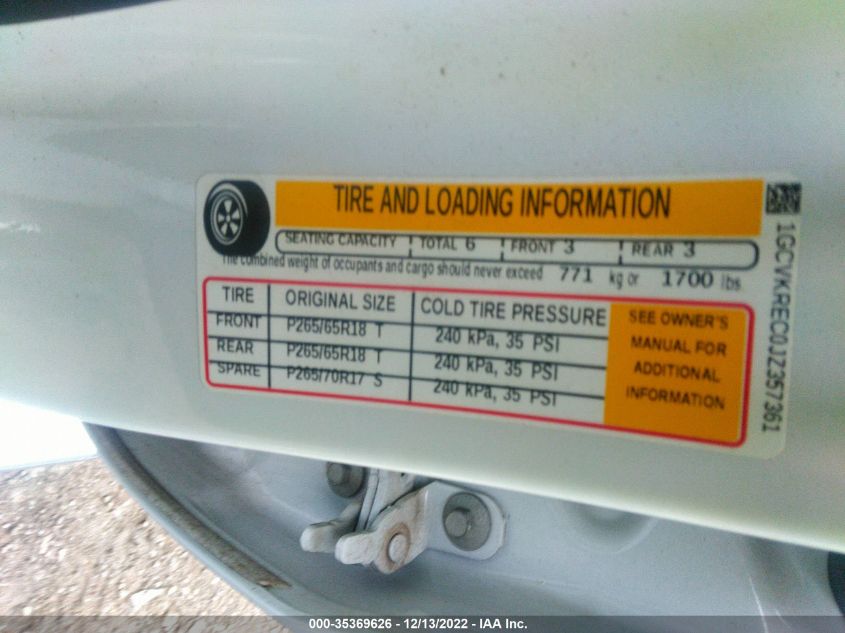 TIRE AND LOADING INFORMATION
SEATING CAPACITY TOTAL 6 FRONT 3 REAR 3
The combined weight of occupants and cargo should never exceed 771 kg or 1700 lbs
TIRE ORIGINAL SIZE COLD TIRE PRESSURE
FRONT P265/65R18 T 240 kPa, 35 PSI
REAR P265/65R18 T 240 kPa, 35 PSI
SPARE P265/70R17 S 240 kPa, 35 PSI
SEE OWNER'S
MANUAL FOR
ADDITIONAL
INFORMATION
1GCVKREC0JZ357361
000-35369626 - 12/13/2022 - IAA Inc.